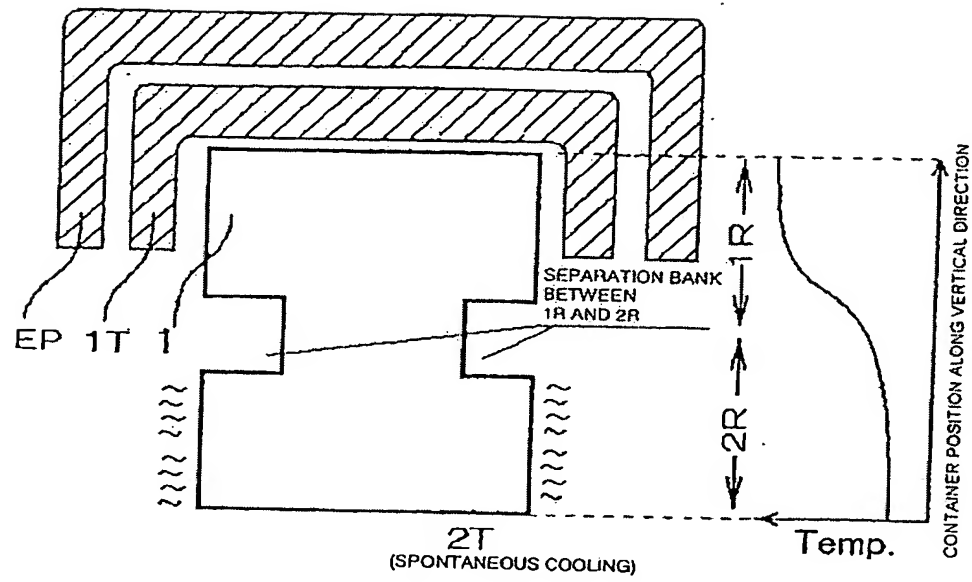 SEPARATION BANK
BETWEEN
1R AND 2R
EP 1T 1
1R
2R
2T
(SPONTANEOUS COOLING)
Temp.
CONTAINER POSITION ALONG VERTICAL DIRECTION